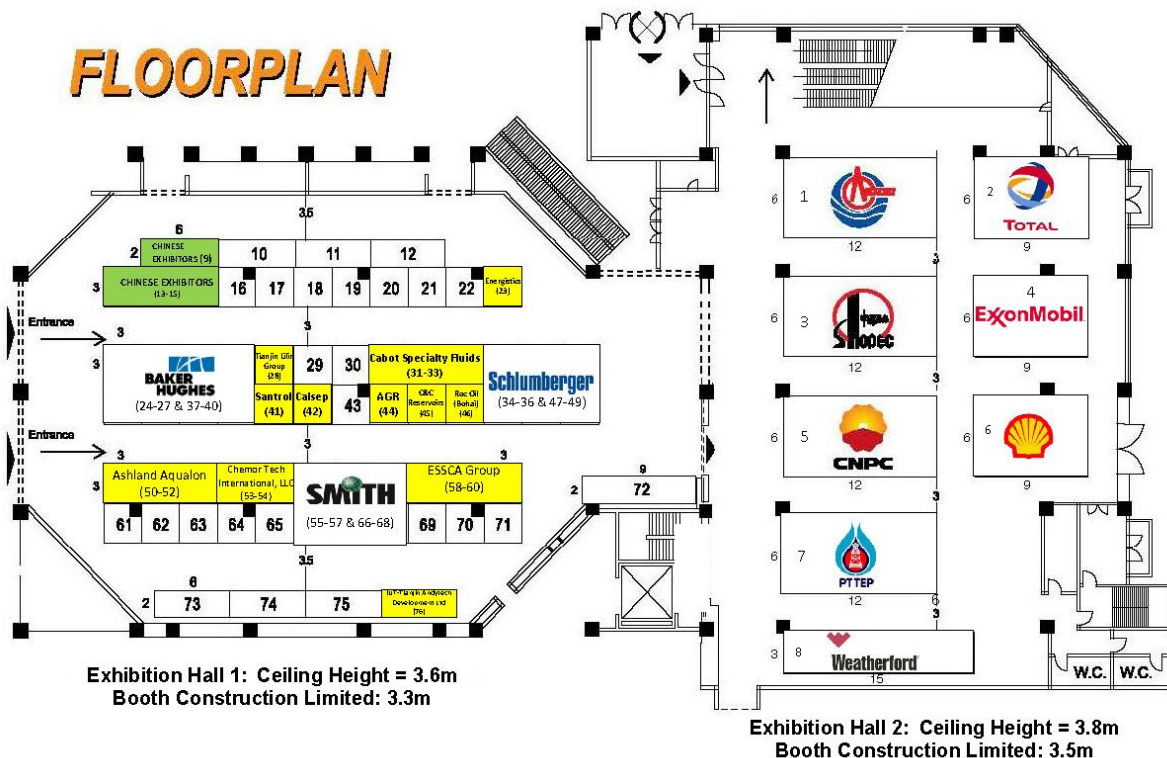 FLOORPLAN
3.5
6
2
CHINESE
EXHIBITORS (9)
10
11
12
3
CHINESE EXHIBITORS
(13-15)
16
17
18
19
20
21
22
Energistics
(23)
Entrance
3
3
3
BAKER
HUGHES
(24-27 & 37-40)
Tianjin Lilin
Group
(28)
29
30
Cabot Specialty Fluids
(31-33)
Schlumberger
(34-36 & 47-49)
Santrol
(41)
Calsep
(42)
43
AGR
(44)
C&C
Reservoirs
(45)
Roc Oil
(Bohai)
(46)
Entrance
3
3
3
3
Ashland Aqualon
(50-52)
Chemor Tech
International, LLC
(53-54)
SMITH
(55-57 & 66-68)
ESSCA Group
(58-60)
61
62
63
64
65
69
70
71
9
2
72
3.5
6
2
73
74
75
Development Ltd
(76)
Exhibition Hall 1: Ceiling Height = 3.6m
Booth Construction Limited: 3.3m
6
1
12
3
6
2
TOTAL
9
6
3
Sinopec
12
3
6
4
ExxonMobil
9
6
5
CNPC
12
3
6
6
9
6
7
PTTEP
12
6
3
3
8
Weatherford
15
W.C.
W.C.
Exhibition Hall 2: Ceiling Height = 3.8m
Booth Construction Limited: 3.5m